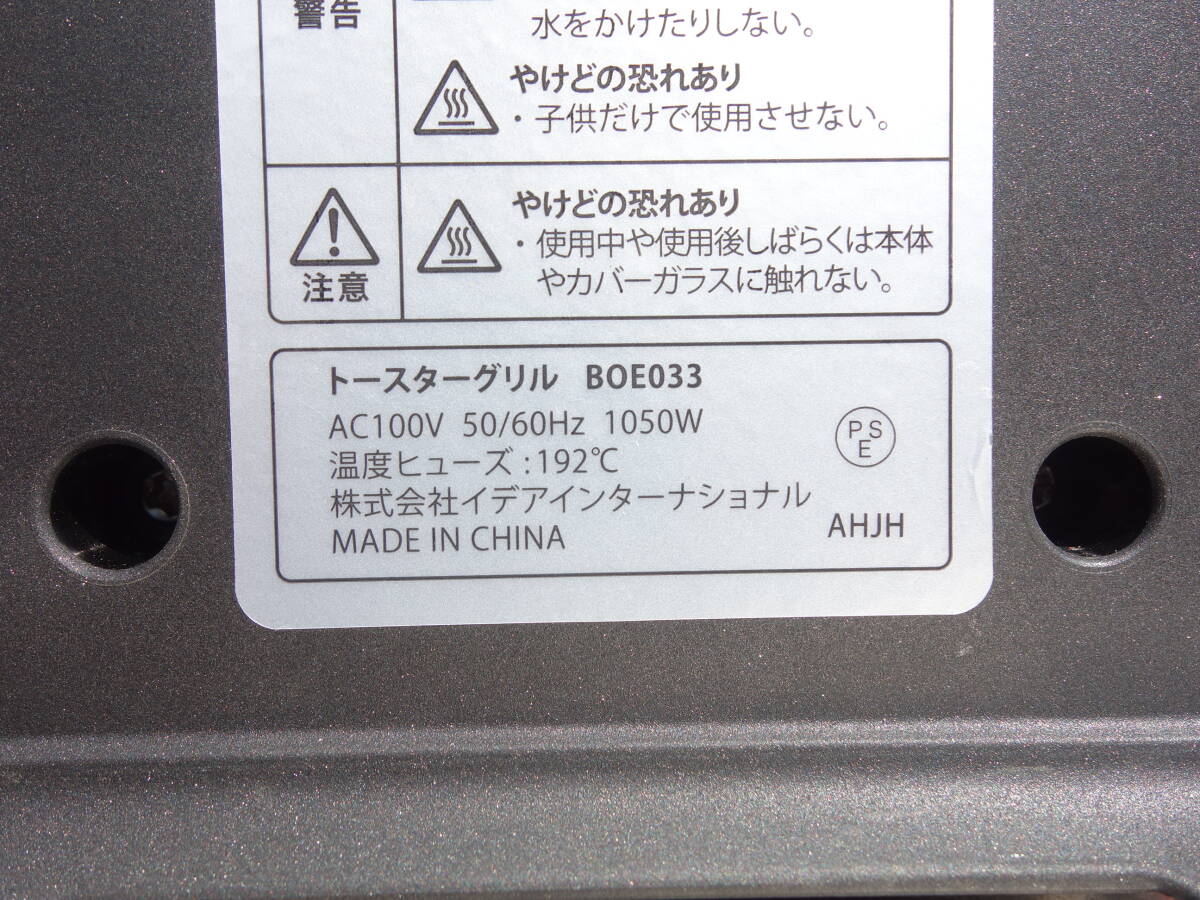 警告
水をかけたりしない。
やけどの恐れあり
・子供だけで使用させない。
注意
やけどの恐れあり
・使用中や使用後しばらくは本体
やカバーガラスに触れない。
トースターグリル BOE033
AC100V 50/60Hz 1050W
温度ヒューズ:192℃
株式会社イデアインターナショナル
MADE IN CHINA
PSE
AHJH